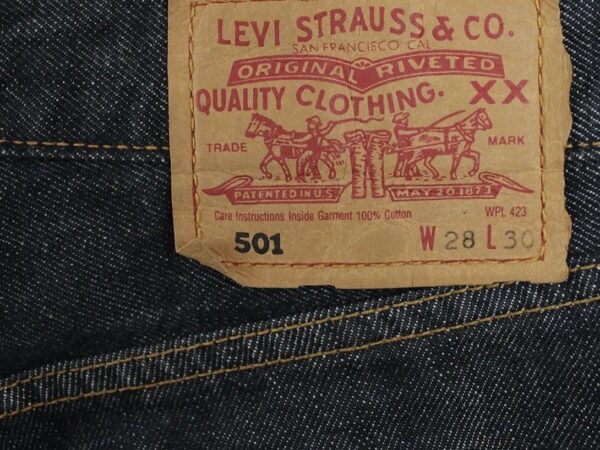 LEVI STRAUSS & CO.
SAN FRANCISCO CAL
ORIGINAL RIVETED
QUALITY CLOTHING. XX
TRADE MARK
PATENTED IN U.S. MAY 20 1873
Care Instructions Inside Garment 100% Cotton WPL 423
501 W 28 L 30